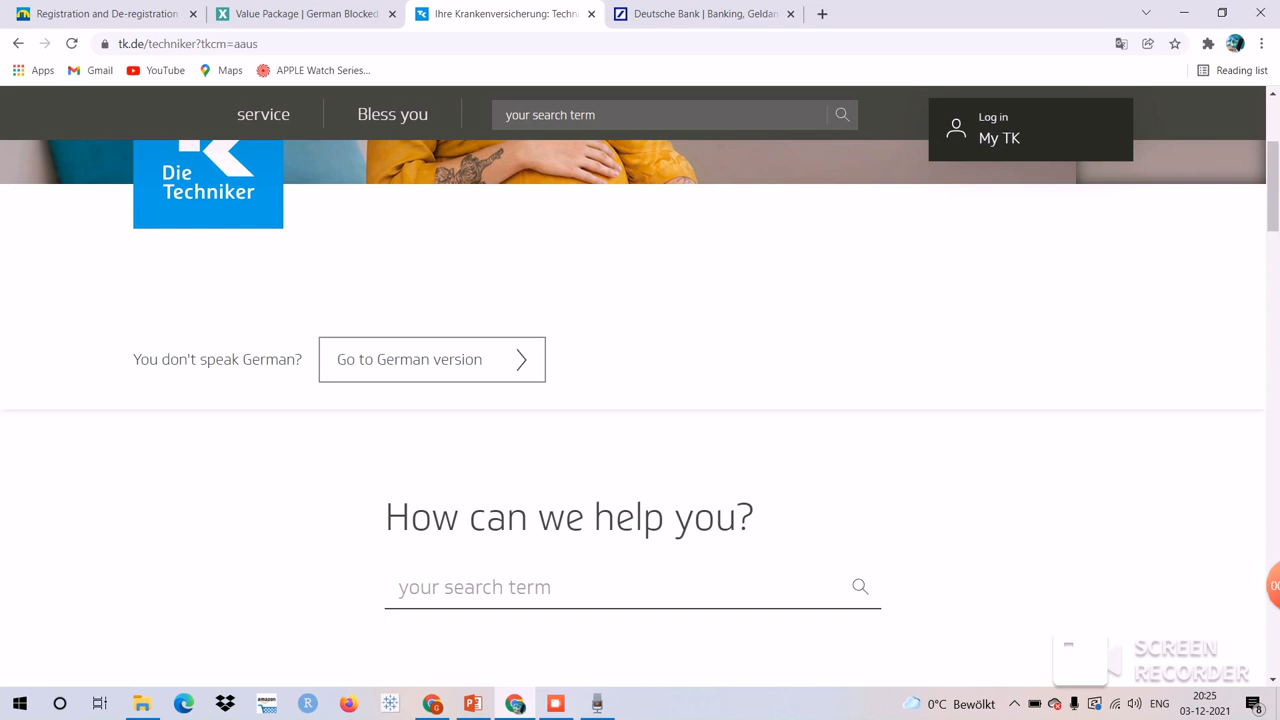 Registration and De-registration
Value Package | German Blocked
Ihre Krankenversicherung: Techn
Deutsche Bank | Banking, Geldan
tk.de/techniker?tkcm=aaus
Apps
Gmail
YouTube
Maps
APPLE Watch Series...
Reading list
service
Bless you
your search term
Log in
My TK
Die
Techniker
You don't speak German?
Go to German version
How can we help you?
your search term
SCREEN
RECORDER
amazon
R
0°C Bewölkt
ENG
20:25
03-12-2021
8